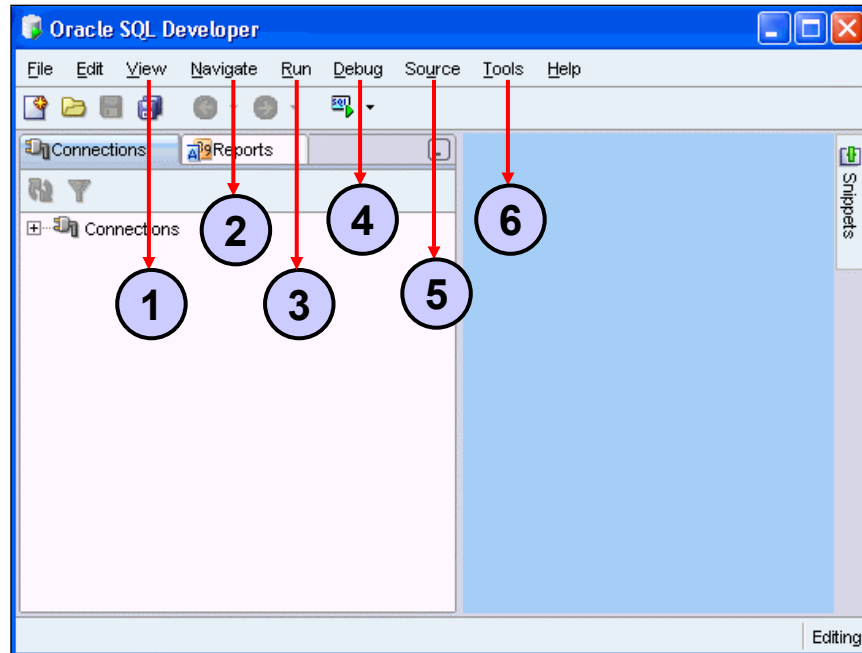 Oracle SQL Developer
File Edit View Navigate Run Debug Source Tools Help
SQL
Connections Reports
Connections
Snippets
2 4 6
1 3 5
Editing